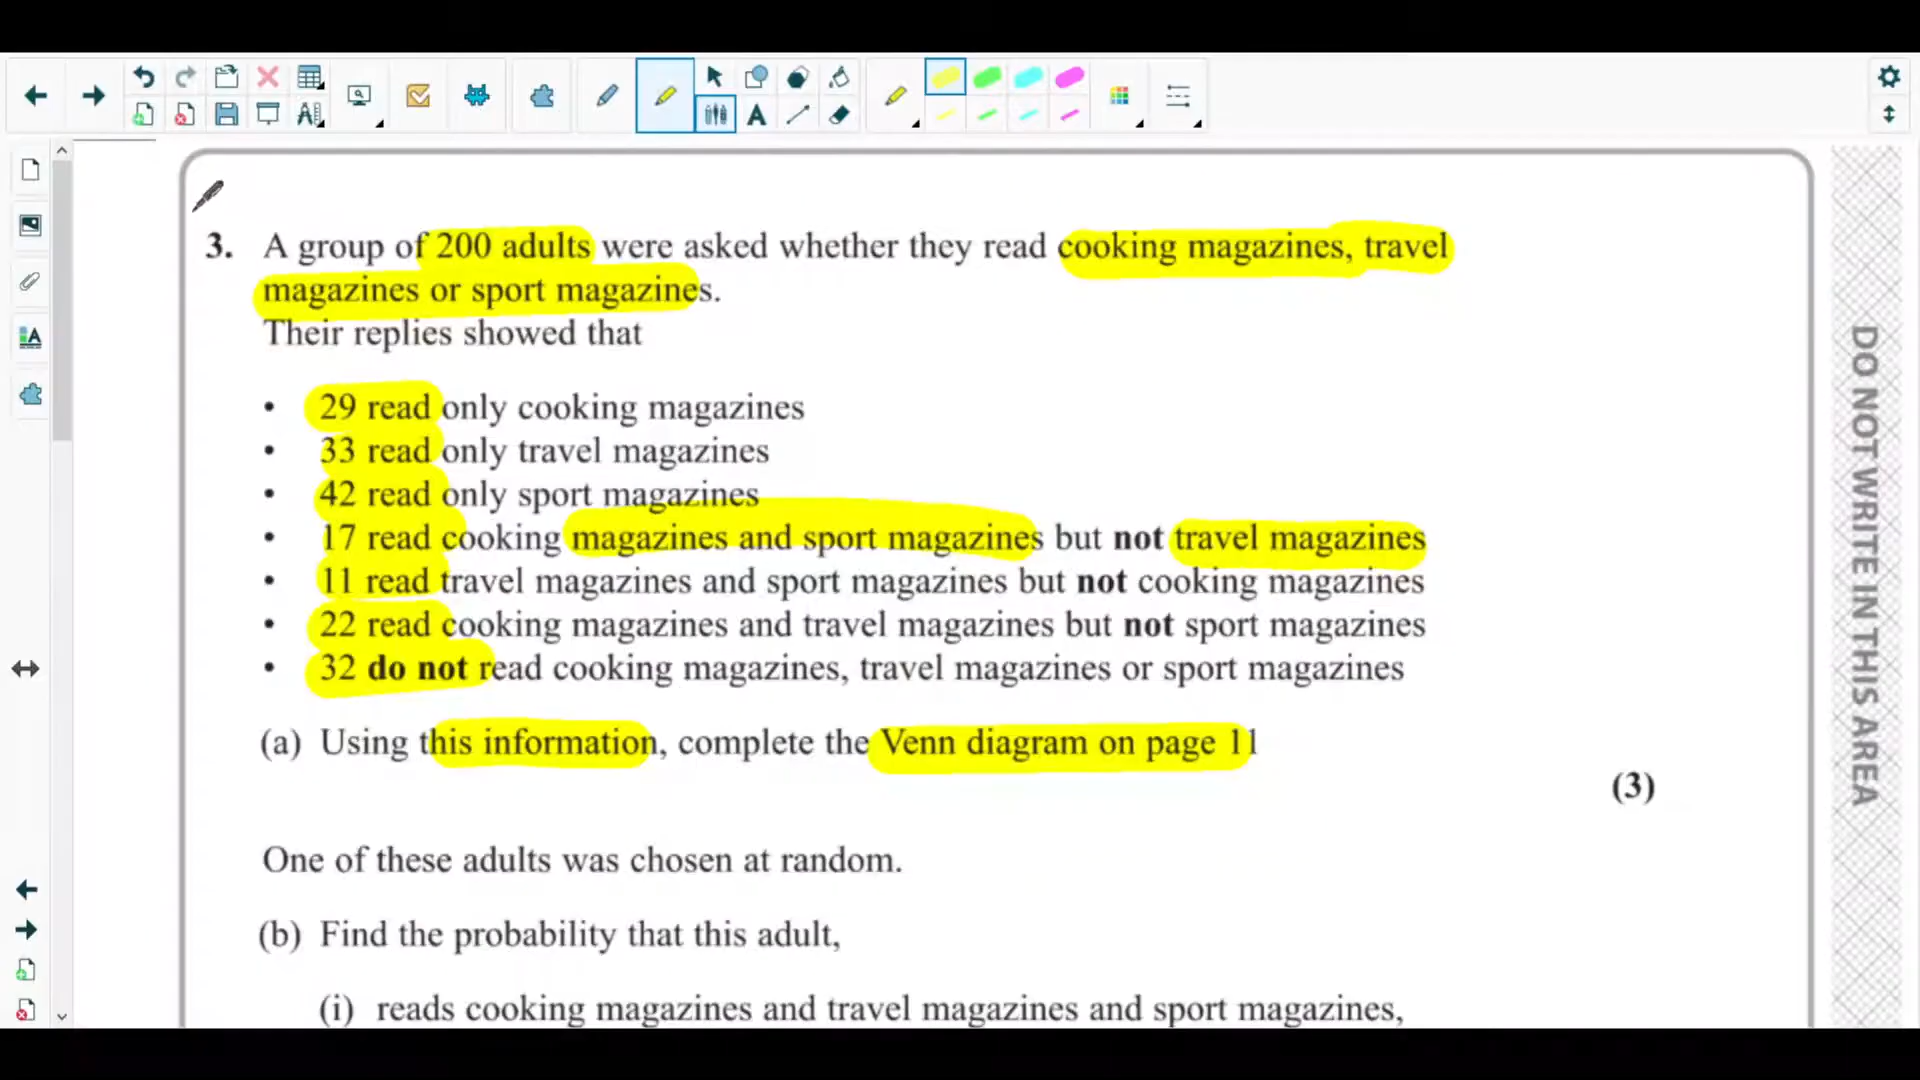 3. A group of 200 adults were asked whether they read cooking magazines, travel
magazines or sport magazines.
Their replies showed that
• 29 read only cooking magazines
• 33 read only travel magazines
• 42 read only sport magazines
• 17 read cooking magazines and sport magazines but not travel magazines
• 11 read travel magazines and sport magazines but not cooking magazines
• 22 read cooking magazines and travel magazines but not sport magazines
• 32 do not read cooking magazines, travel magazines or sport magazines
(a) Using this information, complete the Venn diagram on page 11
(3)
One of these adults was chosen at random.
(b) Find the probability that this adult,
(i) reads cooking magazines and travel magazines and sport magazines,
DO NOT WRITE IN THIS AREA